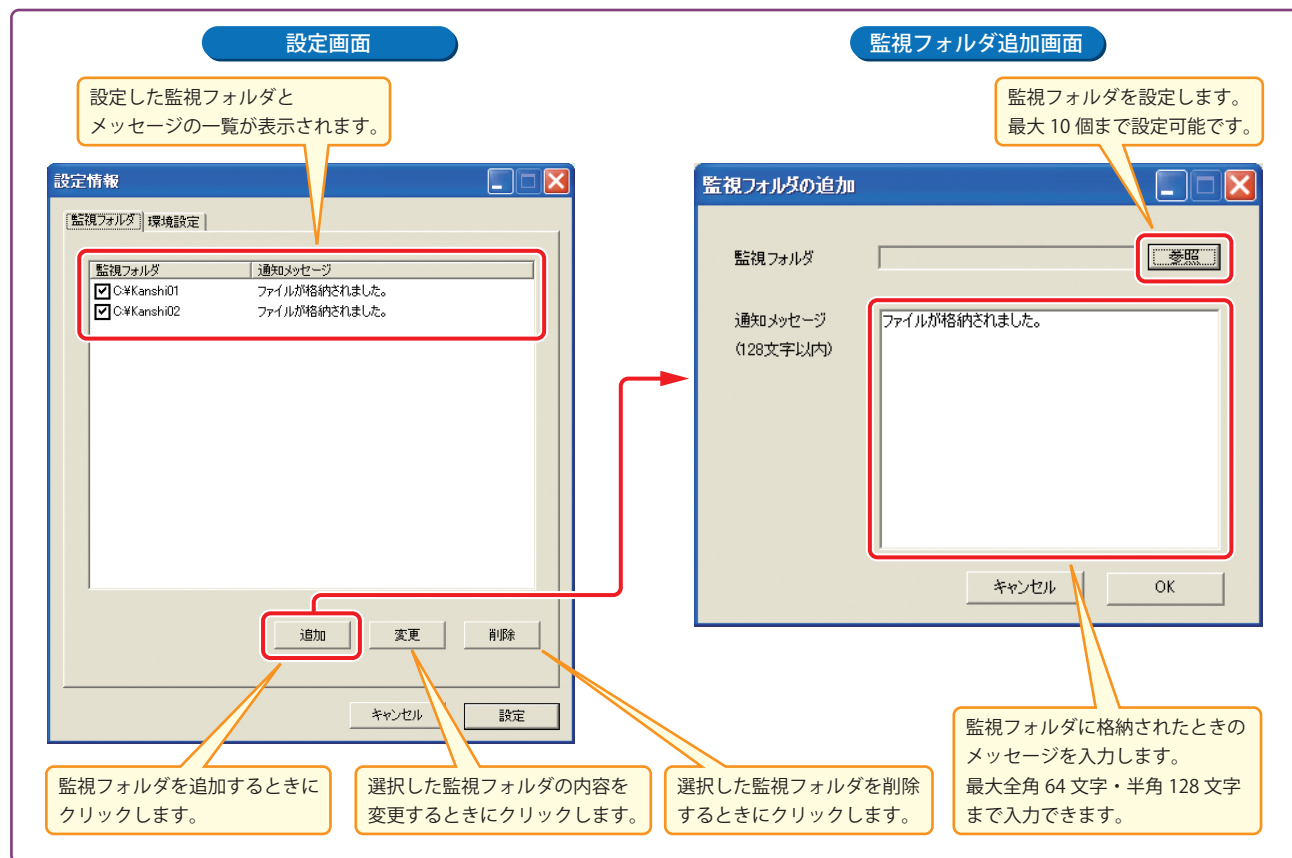 設定画面
監視フォルダ追加画面
設定した監視フォルダと
メッセージの一覧が表示されます。
監視フォルダを設定します。
最大 10 個まで設定可能です。
設定情報
監視フォルダ
環境設定
監視フォルダ
通知メッセージ
C:¥Kanshi01
ファイルが格納されました。
C:¥Kanshi02
ファイルが格納されました。
追加
変更
削除
キャンセル
設定
監視フォルダの追加
監視フォルダ
参照
通知メッセージ
(128文字以内)
ファイルが格納されました。
キャンセル
OK
監視フォルダを追加するときに
クリックします。
選択した監視フォルダの内容を
変更するときにクリックします。
選択した監視フォルダを削除
するときにクリックします。
監視フォルダに格納されたときの
メッセージを入力します。
最大全角 64 文字・半角 128 文字
まで入力できます。